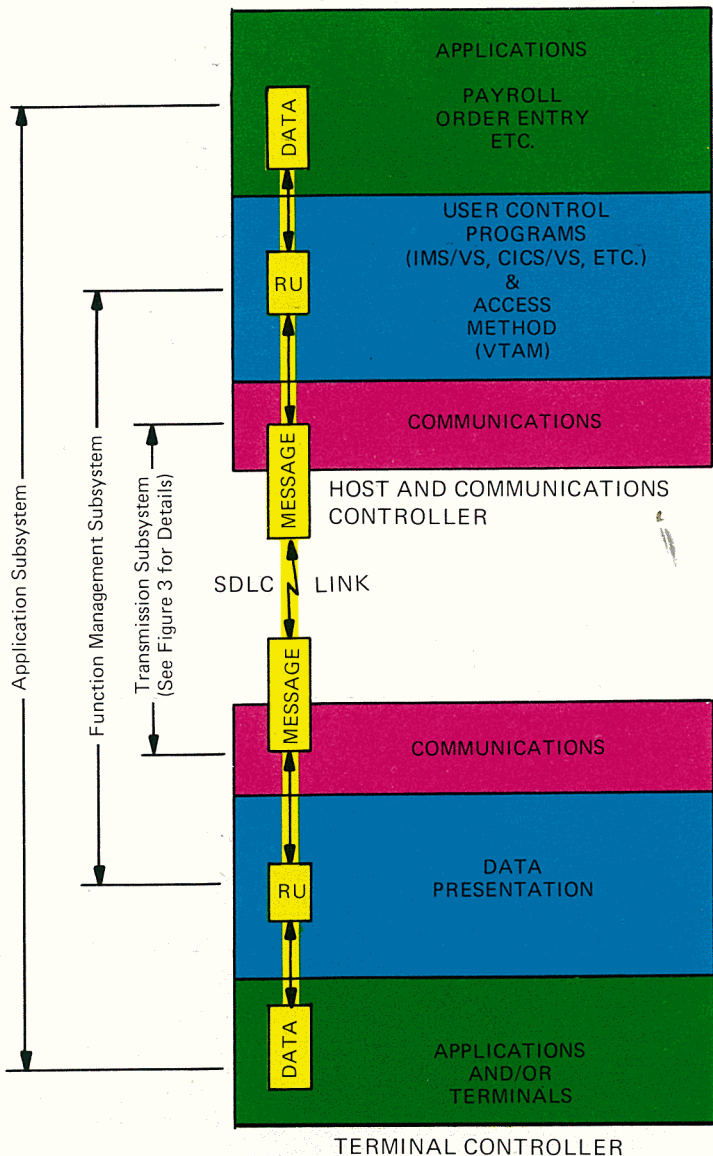 APPLICATIONS
PAYROLL
ORDER ENTRY
ETC.
DATA
USER CONTROL
PROGRAMS
(IMS/VS, CICS/VS, ETC.)
&
ACCESS
METHOD
(VTAM)
RU
COMMUNICATIONS
MESSAGE
HOST AND COMMUNICATIONS
CONTROLLER
Application Subsystem
Function Management Subsystem
Transmission Subsystem
(See Figure 3 for Details)
SDLC LINK
MESSAGE
COMMUNICATIONS
RU
DATA
PRESENTATION
DATA
APPLICATIONS
AND/OR
TERMINALS
TERMINAL CONTROLLER